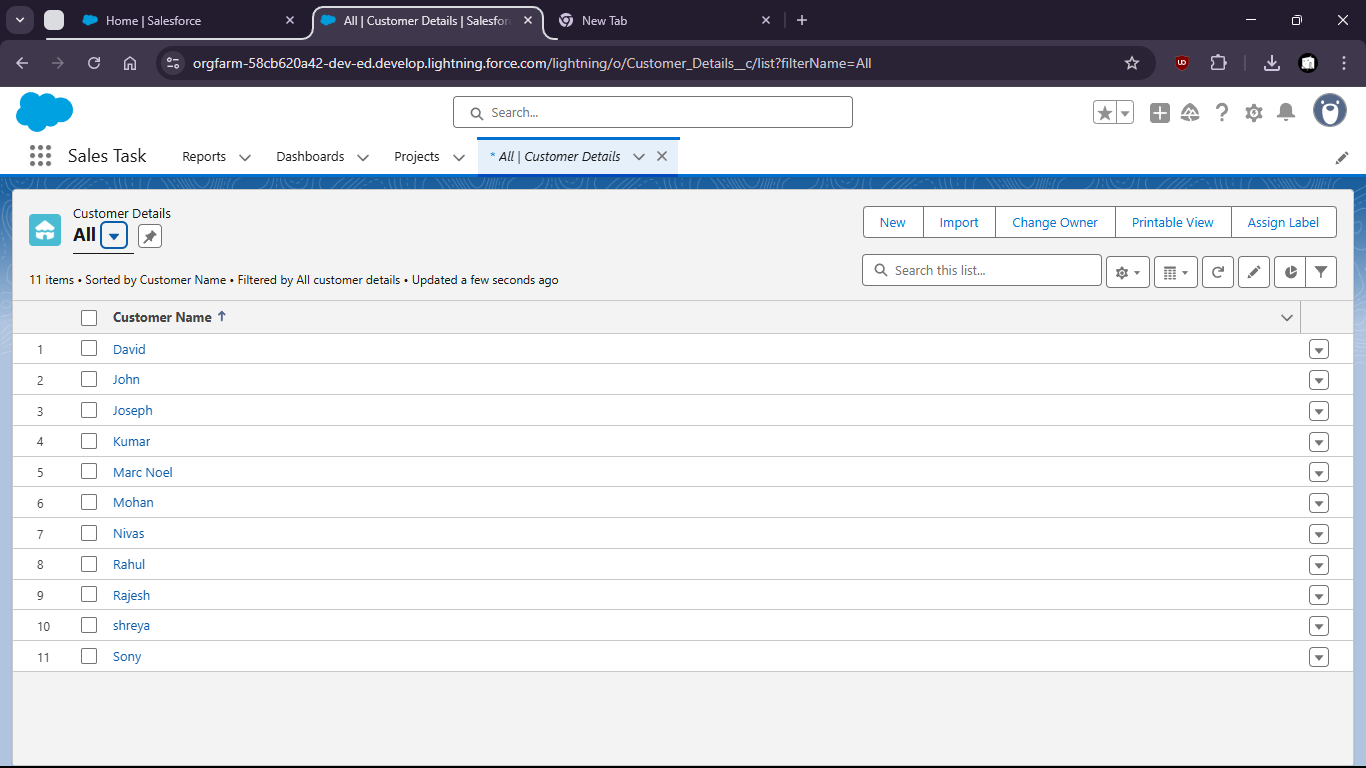 Home | Salesforce
All | Customer Details | Salesfor
New Tab
orgfarm-58cb620a42-dev-ed.develop.lightning.force.com/lightning/o/Customer_Details__c/list?filterName=All
Search...
Sales Task
Reports
Dashboards
Projects
* All | Customer Details
Customer Details
All
New
Import
Change Owner
Printable View
Assign Label
11 items • Sorted by Customer Name • Filtered by All customer details • Updated a few seconds ago
Search this list...
Customer Name ↑
1 David
2 John
3 Joseph
4 Kumar
5 Marc Noel
6 Mohan
7 Nivas
8 Rahul
9 Rajesh
10 shreya
11 Sony